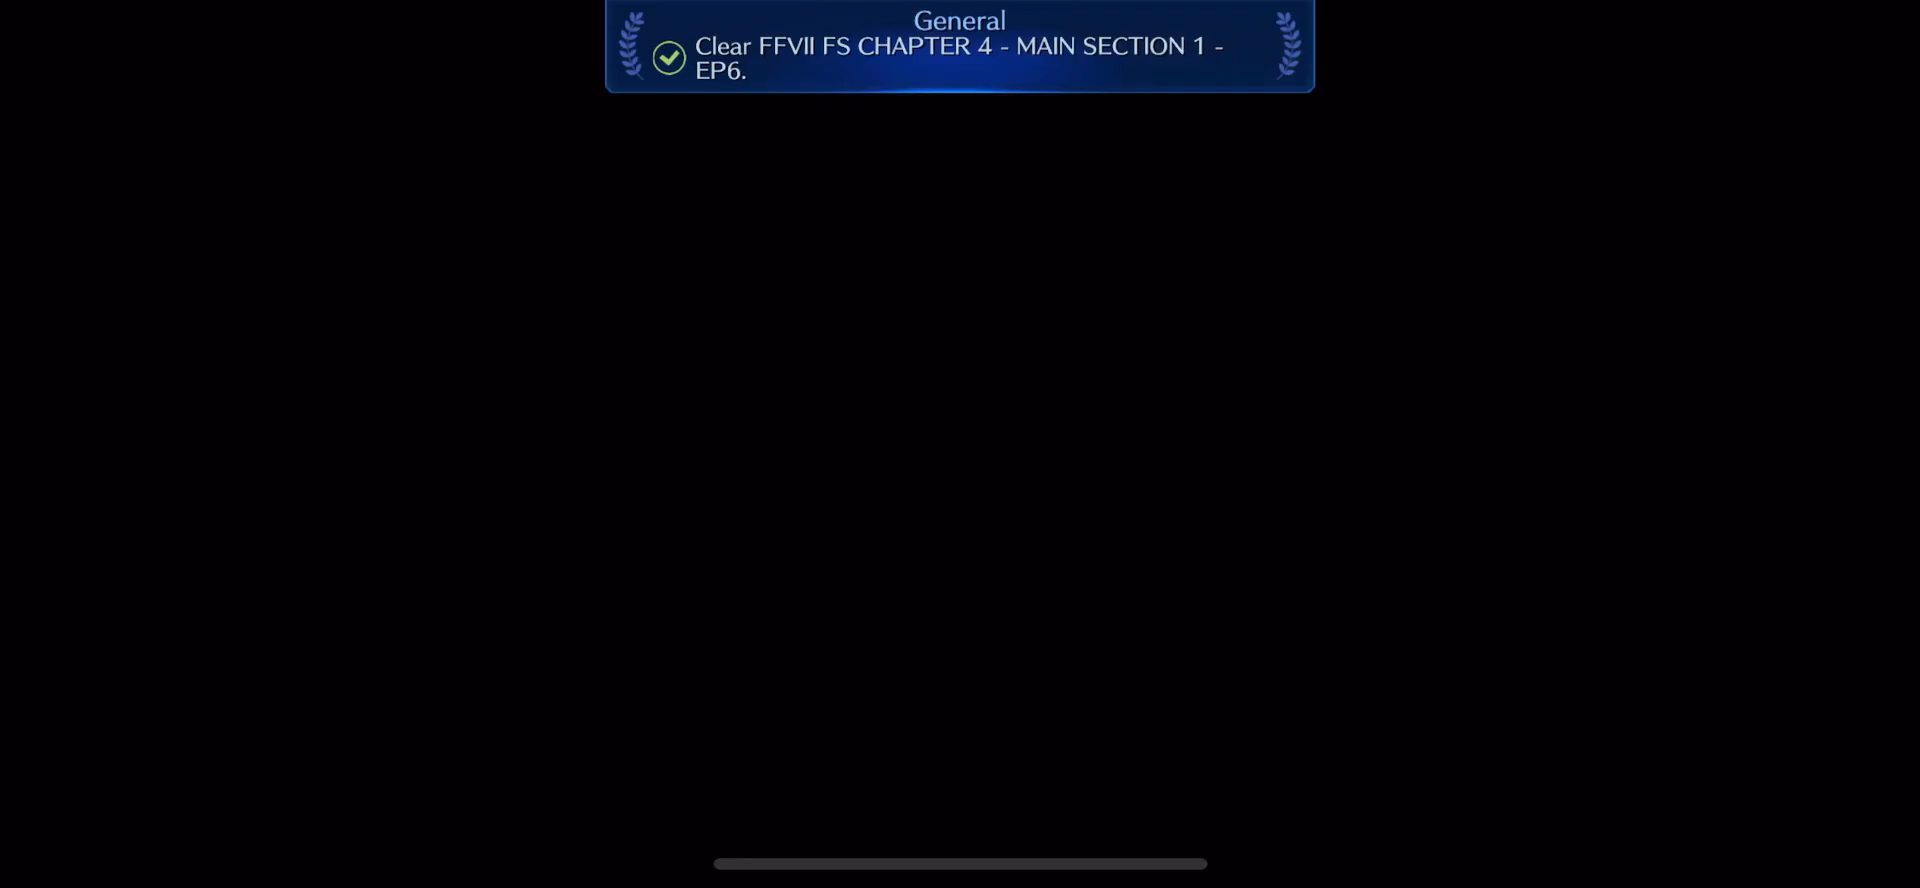 General
Clear FFVII FS CHAPTER 4 - MAIN SECTION 1 -
EP6.